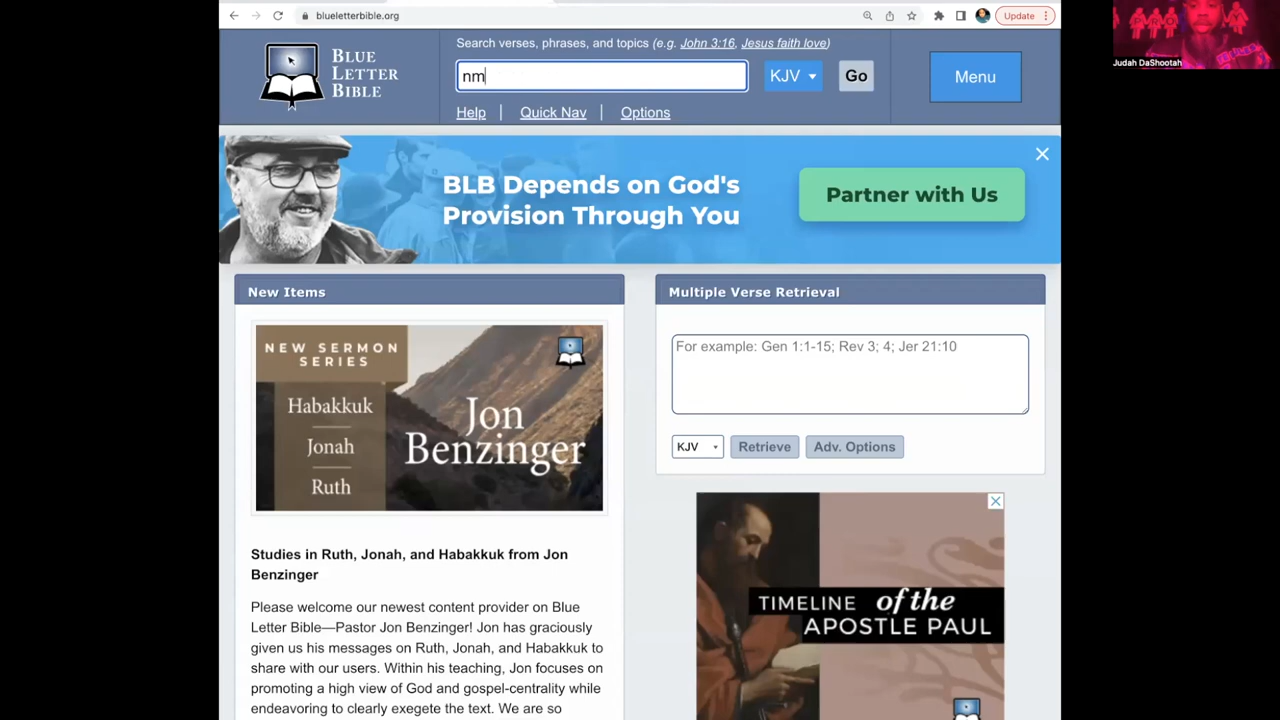 blueletterbible.org
Update
BLUE
LETTER
BIBLE
Search verses, phrases, and topics (e.g. John 3:16, Jesus faith love)
nm
KJV
Go
Menu
Help
Quick Nav
Options
BLB Depends on God's
Provision Through You
Partner with Us
New Items
NEW SERMON
SERIES
Habakkuk
Jonah
Ruth
Jon
Benzinger
Studies in Ruth, Jonah, and Habakkuk from Jon
Benzinger
Please welcome our newest content provider on Blue
Letter Bible—Pastor Jon Benzinger! Jon has graciously
given us his messages on Ruth, Jonah, and Habakkuk to
share with our users. Within his teaching, Jon focuses on
promoting a high view of God and gospel-centrality while
endeavoring to clearly exegete the text. We are so
Multiple Verse Retrieval
For example: Gen 1:1-15; Rev 3; 4; Jer 21:10
KJV
Retrieve
Adv. Options
TIMELINE of the
APOSTLE PAUL
Judah DaShootah